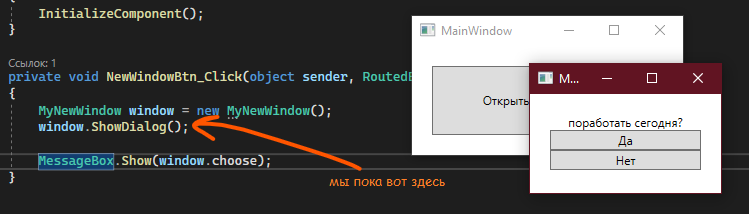 InitializeComponent();
}
Ссылок: 1
private void NewWindowBtn_Click(object sender, RoutedE
{
MyNewWindow window = new MyNewWindow();
window.ShowDialog();
MessageBox.Show(window.choose);
}
мы пока вот здесь
MainWindow
Открыть
M...
поработать сегодня?
Да
Нет